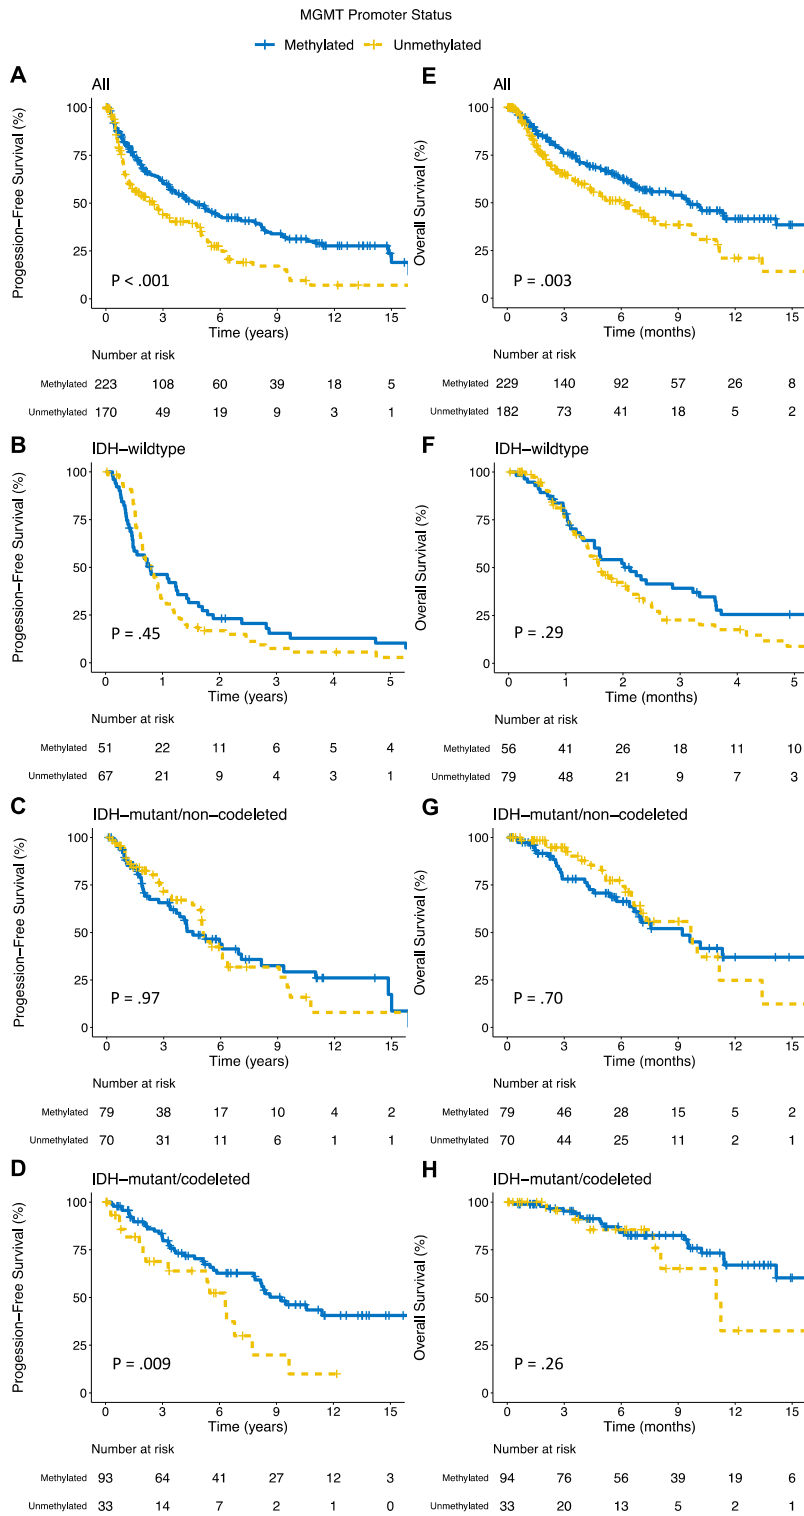 MGMT Promoter Status
Methylated Unmethylated
A
All
Progession-Free Survival (%)
100
75
50
25
0
P < .001
0 3 6 9 12 15
Time (years)
Number at risk
Methylated 223 108 60 39 18 5
Unmethylated 170 49 19 9 3 1
E
All
Overall Survival (%)
100
75
50
25
0
P = .003
0 3 6 9 12 15
Time (months)
Number at risk
Methylated 229 140 92 57 26 8
Unmethylated 182 73 41 18 5 2
B
IDH-wildtype
Progession-Free Survival (%)
100
75
50
25
0
P = .45
0 1 2 3 4 5
Time (years)
Number at risk
Methylated 51 22 11 6 5 4
Unmethylated 67 21 9 4 3 1
F
IDH-wildtype
Overall Survival (%)
100
75
50
25
0
P = .29
0 1 2 3 4 5
Time (months)
Number at risk
Methylated 56 41 26 18 11 10
Unmethylated 79 48 21 9 7 3
C
IDH-mutant/non-codeleted
Progession-Free Survival (%)
100
75
50
25
0
P = .97
0 3 6 9 12 15
Time (years)
Number at risk
Methylated 79 38 17 10 4 2
Unmethylated 70 31 11 6 1 1
G
IDH-mutant/non-codeleted
Overall Survival (%)
100
75
50
25
0
P = .70
0 3 6 9 12 15
Time (months)
Number at risk
Methylated 79 46 28 15 5 2
Unmethylated 70 44 25 11 2 1
D
IDH-mutant/codeleted
Progession-Free Survival (%)
100
75
50
25
0
P = .009
0 3 6 9 12 15
Time (years)
Number at risk
Methylated 93 64 41 27 12 3
Unmethylated 33 14 7 2 1 0
H
IDH-mutant/codeleted
Overall Survival (%)
100
75
50
25
0
P = .26
0 3 6 9 12 15
Time (months)
Number at risk
Methylated 94 76 56 39 19 6
Unmethylated 33 20 13 5 2 1